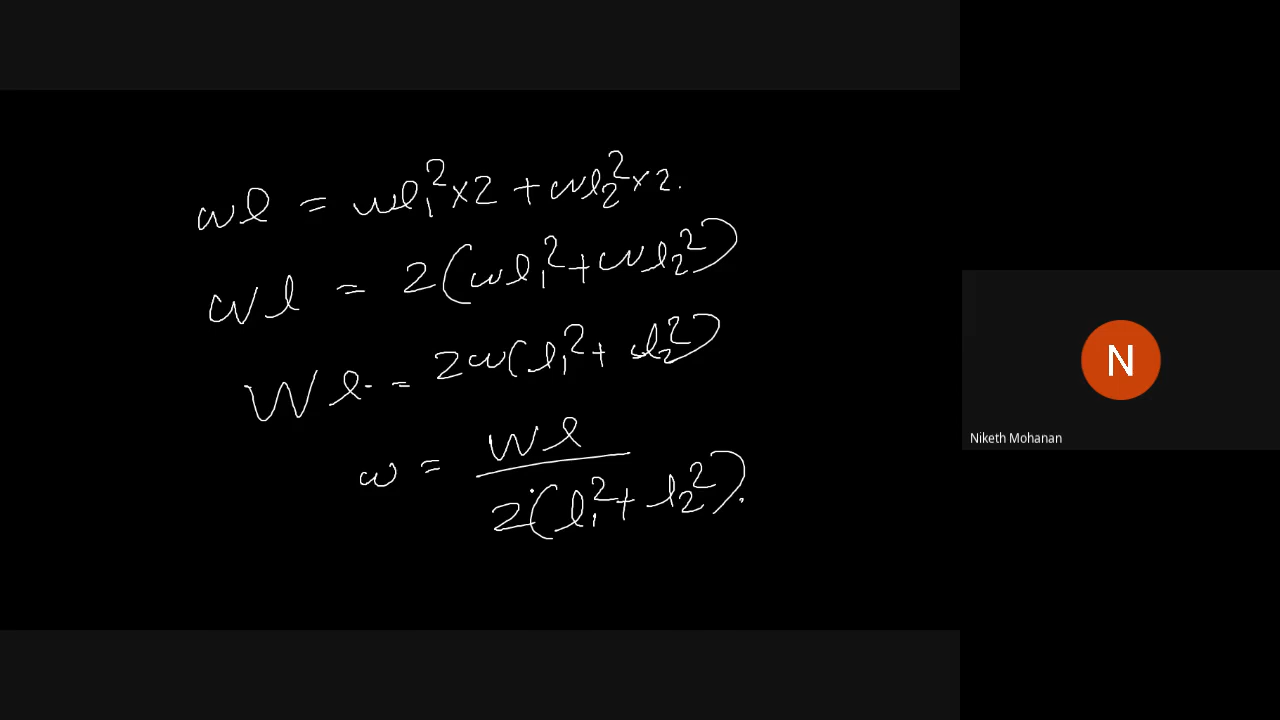 wl = wl₁²×2 + wl₂²×2.
wl = 2(wl₁²+wl₂²)
Wl = 2w(l₁²+ l₂²)
w = Wl / 2(l₁²+ l₂²).
N
Niketh Mohanan